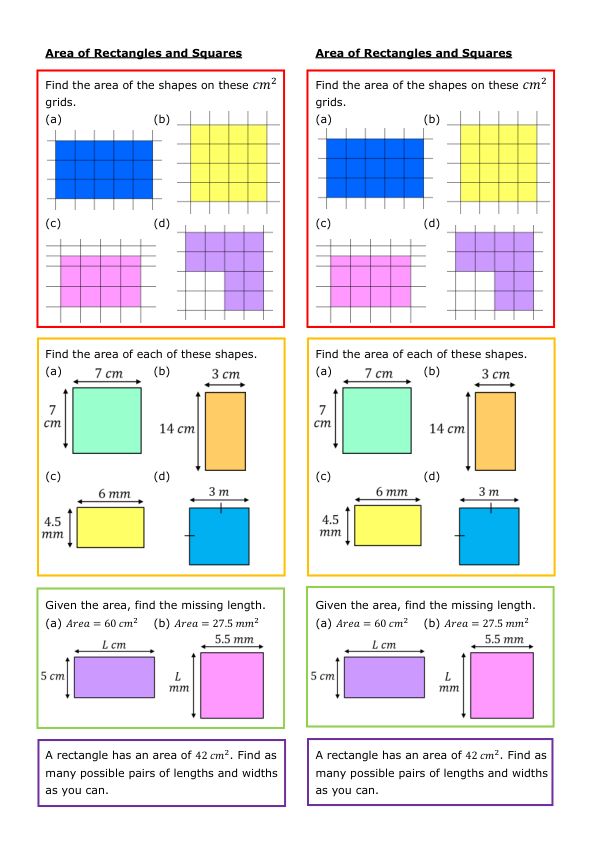 Area of Rectangles and Squares
Find the area of the shapes on these cm²
grids.
(a) (b)
(c) (d)
Find the area of each of these shapes.
(a) 7 cm (b) 3 cm
7
cm
14 cm
(c) (d)
6 mm 3 m
4.5
mm
Given the area, find the missing length.
(a) Area = 60 cm² (b) Area = 27.5 mm²
L cm 5.5 mm
5 cm L
mm
A rectangle has an area of 42 cm². Find as
many possible pairs of lengths and widths
as you can.
Area of Rectangles and Squares
Find the area of the shapes on these cm²
grids.
(a) (b)
(c) (d)
Find the area of each of these shapes.
(a) 7 cm (b) 3 cm
7
cm
14 cm
(c) (d)
6 mm 3 m
4.5
mm
Given the area, find the missing length.
(a) Area = 60 cm² (b) Area = 27.5 mm²
L cm 5.5 mm
5 cm L
mm
A rectangle has an area of 42 cm². Find as
many possible pairs of lengths and widths
as you can.